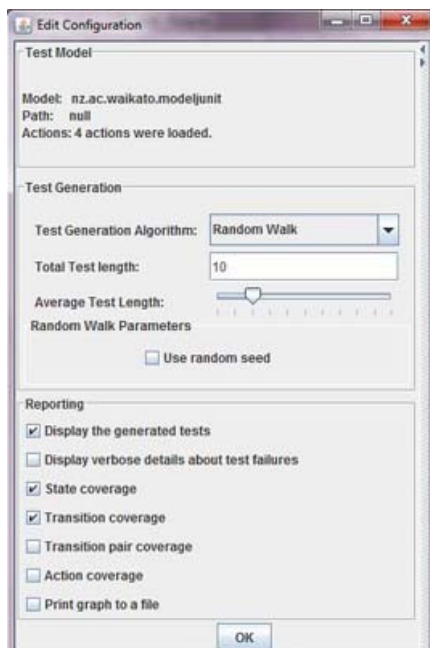 Edit Configuration
Test Model
Model: nz.ac.waikato.modeljunit
Path: null
Actions: 4 actions were loaded.
Test Generation
Test Generation Algorithm: Random Walk
Total Test length: 10
Average Test Length:
Random Walk Parameters
Use random seed
Reporting
Display the generated tests
Display verbose details about test failures
State coverage
Transition coverage
Transition pair coverage
Action coverage
Print graph to a file
OK